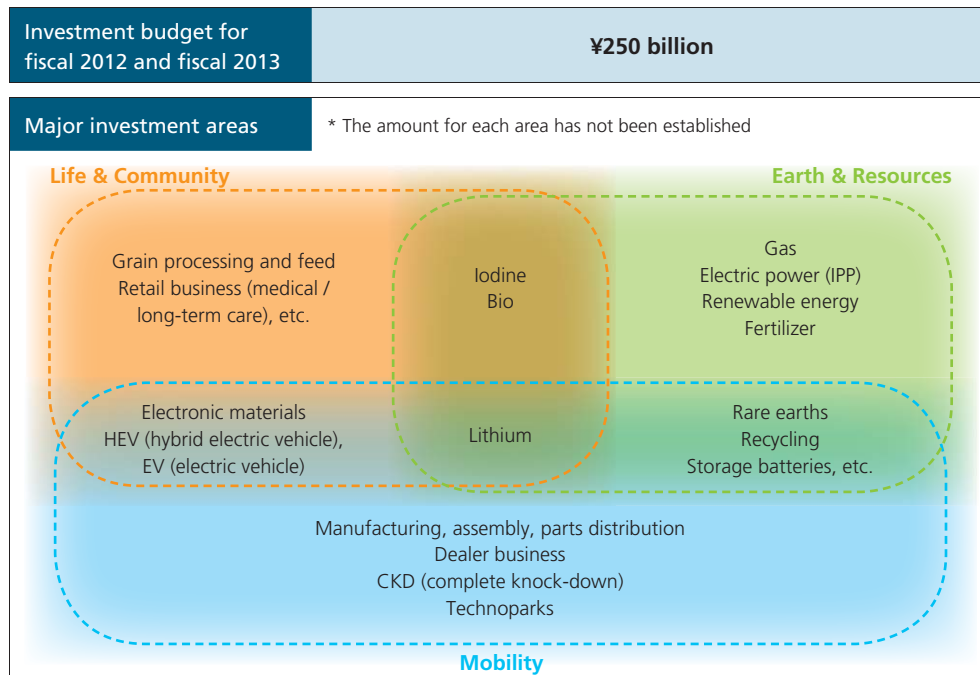 Investment budget for
fiscal 2012 and fiscal 2013
¥250 billion
Major investment areas
* The amount for each area has not been established
Life & Community
Earth & Resources
Grain processing and feed
Retail business (medical /
long-term care), etc.
Iodine
Bio
Gas
Electric power (IPP)
Renewable energy
Fertilizer
Electronic materials
HEV (hybrid electric vehicle),
EV (electric vehicle)
Lithium
Rare earths
Recycling
Storage batteries, etc.
Manufacturing, assembly, parts distribution
Dealer business
CKD (complete knock-down)
Technoparks
Mobility